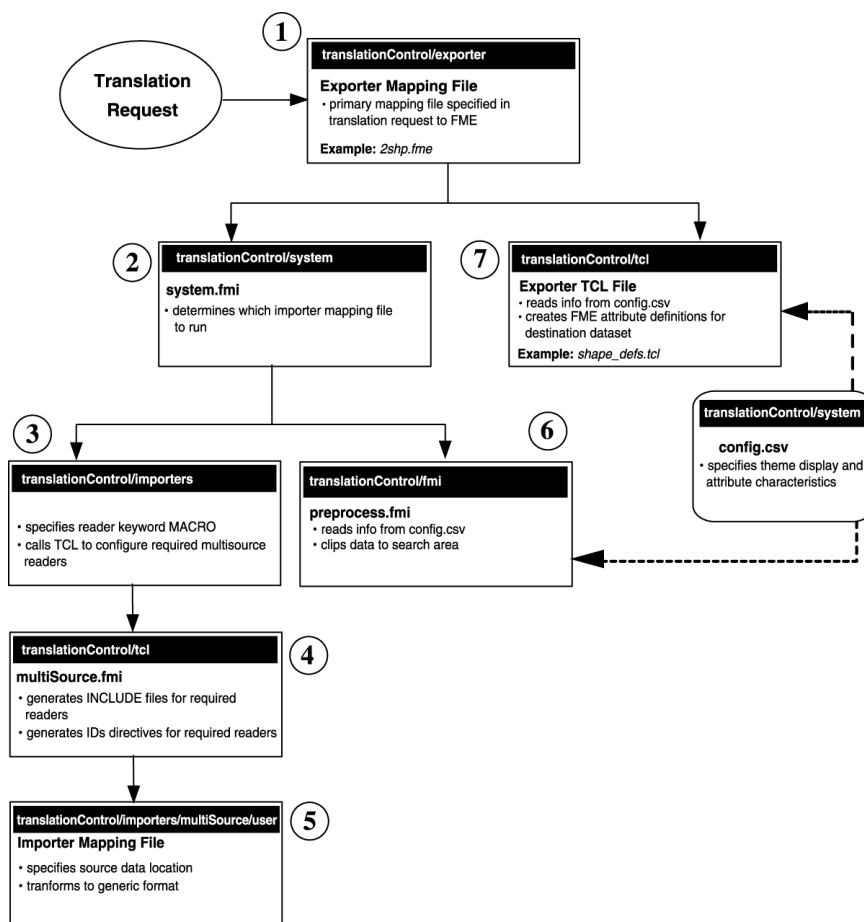 1
translationControl/exporter
Translation
Request
Exporter Mapping File
• primary mapping file specified in
translation request to FME
Example: 2shp.fme
2
translationControl/system
system.fmi
• determines which importer mapping file
to run
7
translationControl/tcl
Exporter TCL File
• reads info from config.csv
• creates FME attribute definitions for
destination dataset
Example: shape_defs.tcl
translationControl/system
config.csv
• specifies theme display and
attribute characteristics
3
translationControl/importers
• specifies reader keyword MACRO
• calls TCL to configure required multisource
readers
6
translationControl/fmi
preprocess.fmi
• reads info from config.csv
• clips data to search area
4
translationControl/tcl
multiSource.fmi
• generates INCLUDE files for required
readers
• generates IDs directives for required readers
5
translationControl/importers/multiSource/user
Importer Mapping File
• specifies source data location
• tranforms to generic format